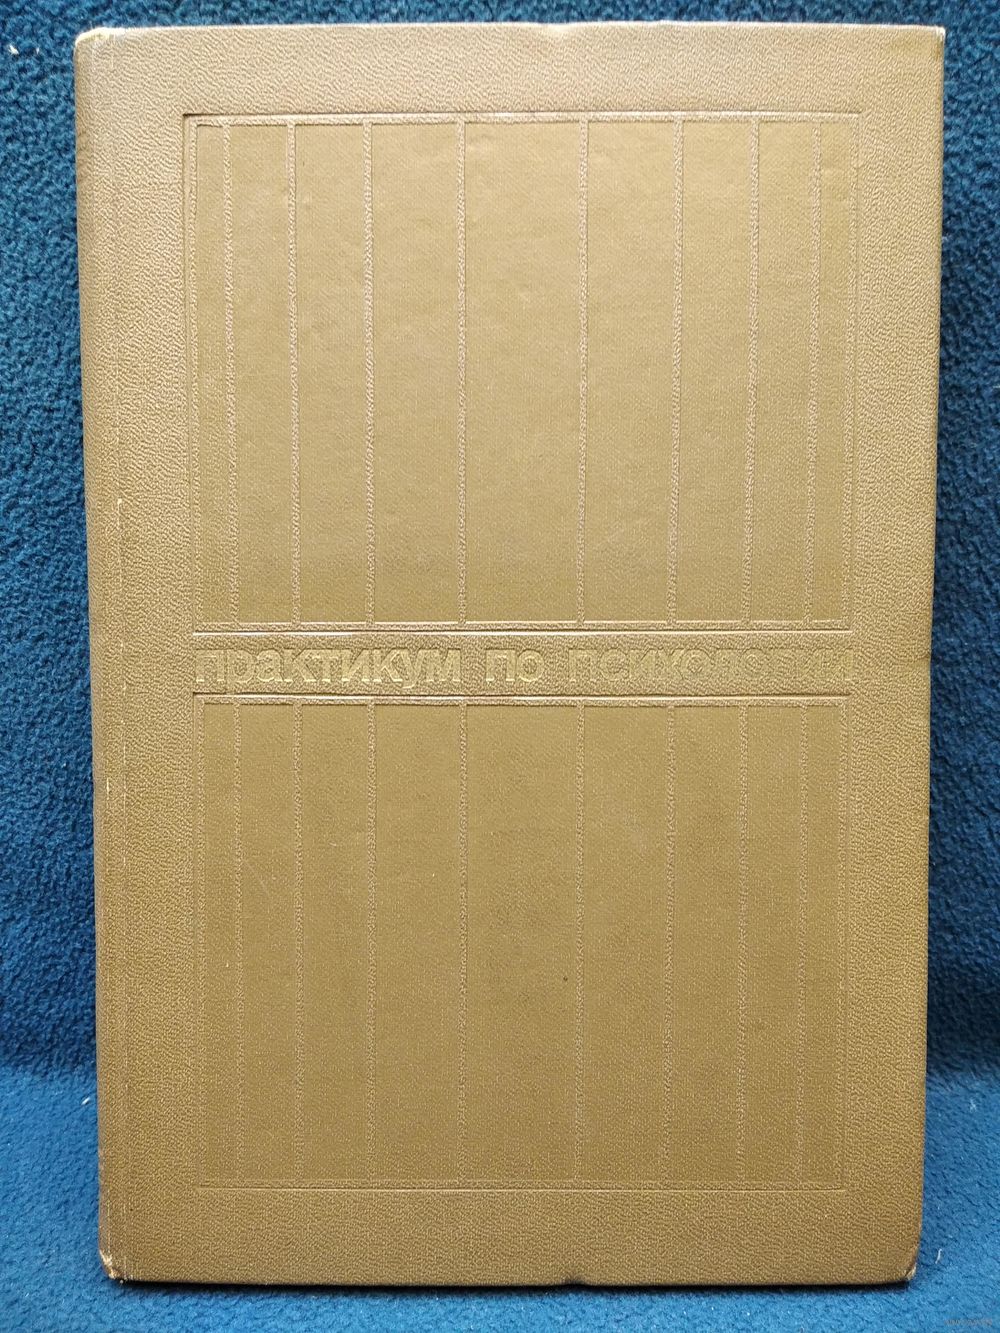 практикум по психологии